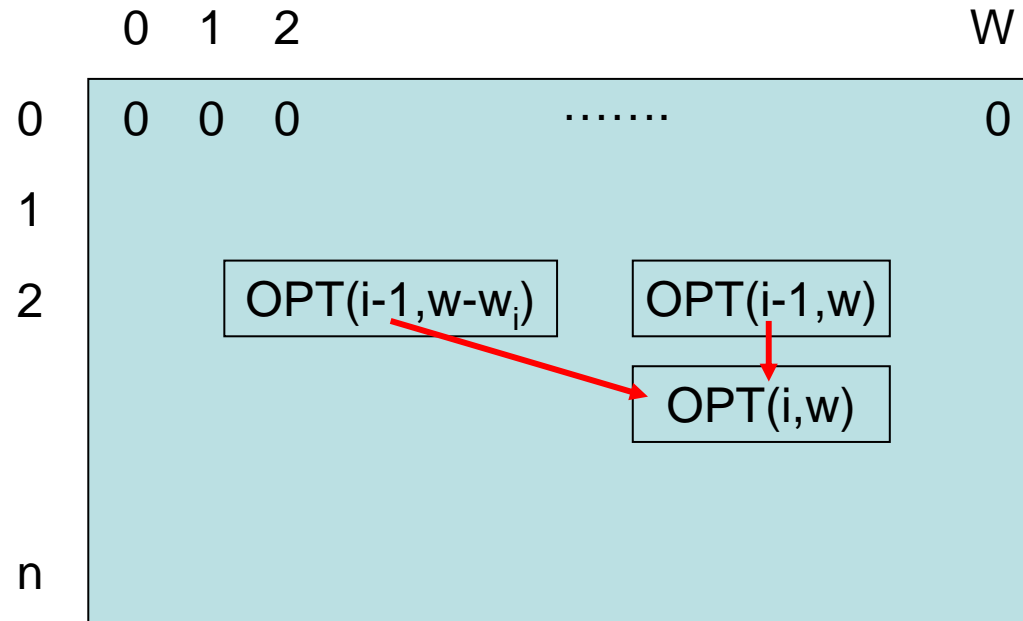 0 1 2 W
0 0 0 0 ....... 0
1
2 OPT(i-1,w-wᵢ) OPT(i-1,w)
OPT(i,w)
n